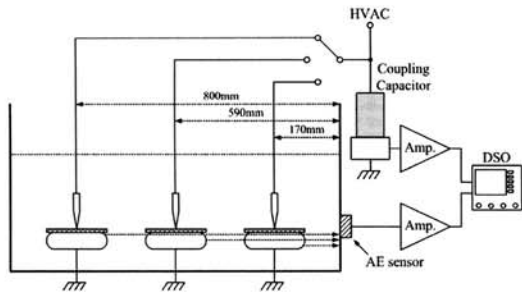 HVAC
Coupling
Capacitor
800mm
590mm
170mm
Amp.
DSO
Amp.
AE sensor